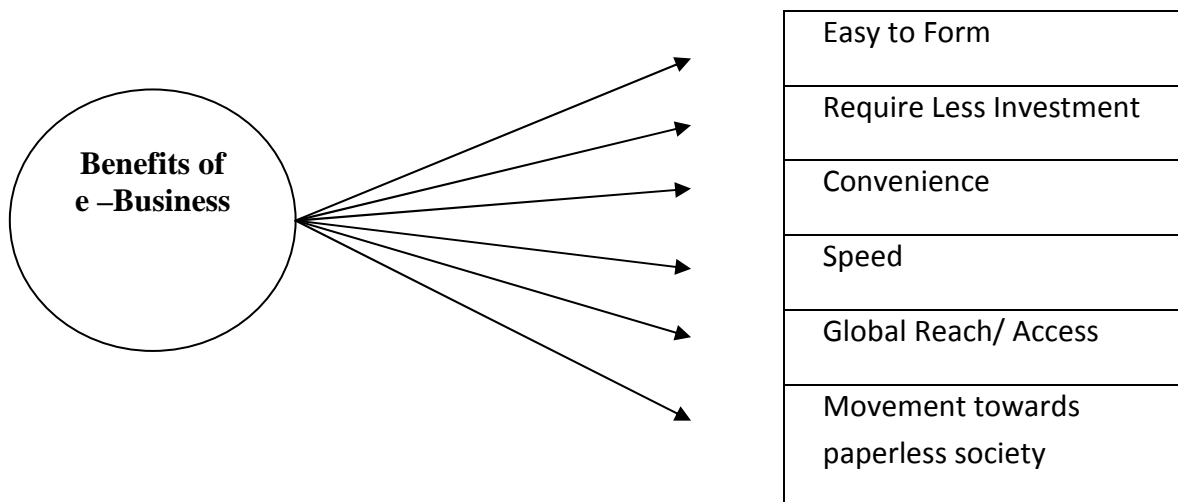 Benefits of
e –Business
Easy to Form
Require Less Investment
Convenience
Speed
Global Reach/ Access
Movement towards
paperless society